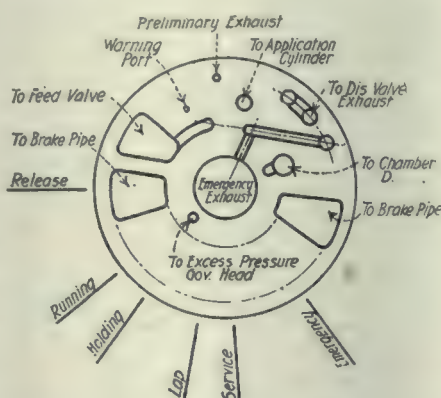 Preliminary Exhaust
Warning
Port
To Application
Cylinder
To Feed Valve
To Dis Valve
Exhaust
To Brake Pipe
To Chamber
D.
Release
Emergency
Exhaust
To Brake Pipe
To Excess Pressure
Gov. Head
Running
Holding
Lap
Service
Emergency